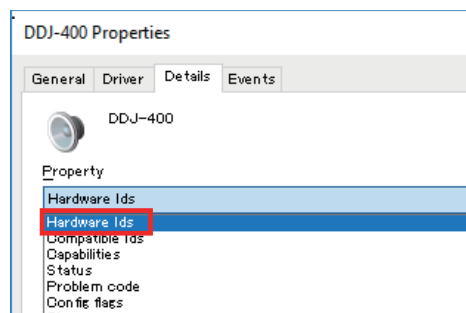 DDJ-400 Properties
General Driver Details Events
DDJ-400
Property
Hardware Ids
Hardware Ids
Compatible Ids
Capabilities
Status
Problem code
Config flags